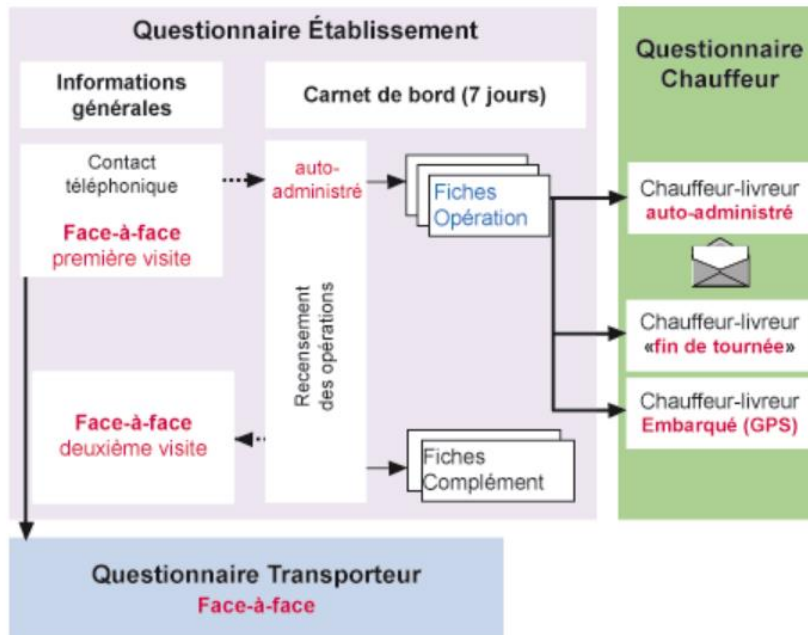 Questionnaire Établissement
Informations
générales
Carnet de bord (7 jours)
Contact
téléphonique
Face-à-face
première visite
auto-
administré
Fiches
Opération
Recensement
des opérations
Face-à-face
deuxième visite
Fiches
Complément
Questionnaire
Chauffeur
Chauffeur-livreur
auto-administré
Chauffeur-livreur
«fin de tournée»
Chauffeur-livreur
Embarqué (GPS)
Questionnaire Transporteur
Face-à-face